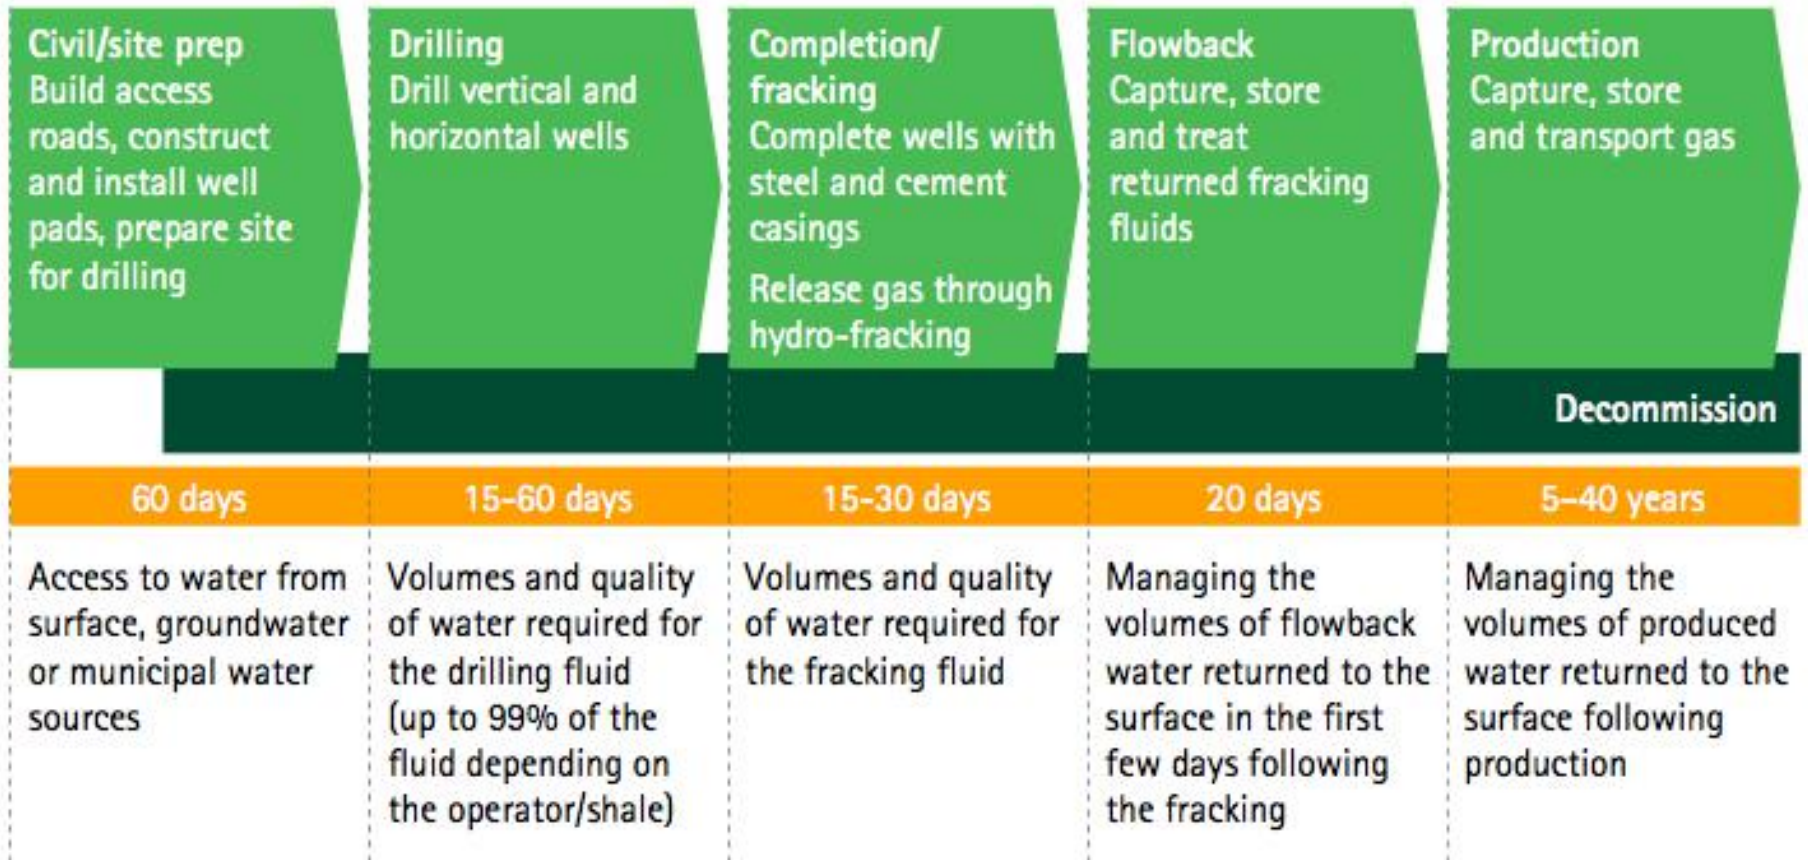 Civil/site prep
Build access
roads, construct
and install well
pads, prepare site
for drilling
Drilling
Drill vertical and
horizontal wells
Completion/
fracking
Complete wells with
steel and cement
casings
Release gas through
hydro-fracking
Flowback
Capture, store
and treat
returned fracking
fluids
Production
Capture, store
and transport gas
Decommission
60 days
15-60 days
15-30 days
20 days
5–40 years
Access to water from
surface, groundwater
or municipal water
sources
Volumes and quality
of water required for
the drilling fluid
(up to 99% of the
fluid depending on
the operator/shale)
Volumes and quality
of water required for
the fracking fluid
Managing the
volumes of flowback
water returned to the
surface in the first
few days following
the fracking
Managing the
volumes of produced
water returned to the
surface following
production